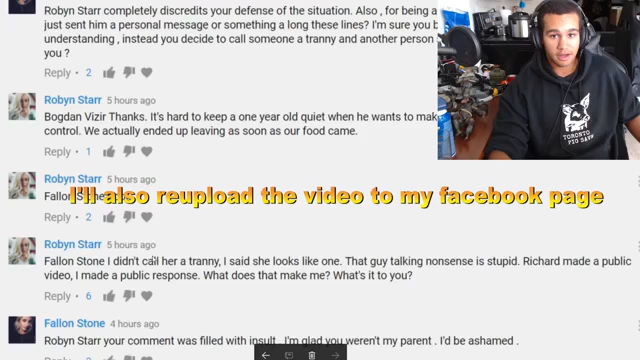 Robyn Starr completely discredits your defense of the situation. Also , for being a
just sent him a personal message or something a long these lines? I'm sure you b
understanding , instead you decide to call someone a tranny and another person
you ?
Reply 2
Robyn Starr 5 hours ago
Bogdan Vizir Thanks. It's hard to keep a one year old quiet when he wants to mak
control. We actually ended up leaving as soon as our food came.
Reply 1
Robyn Starr 5 hours ago
Fallon Stone
I'll also reupload the video to my facebook page
Reply 2
Robyn Starr 5 hours ago
Fallon Stone I didn't call her a tranny, I said she looks like one. That guy talking nonsense is stupid. Richard made a public
video, I made a public response. What does that make me? What's it to you?
Reply 6
Fallon Stone 4 hours ago
Robyn Starr your comment was filled with insult . I'm glad you weren't my parent . I'd be ashamed .
TORONTO
PIG SAVE